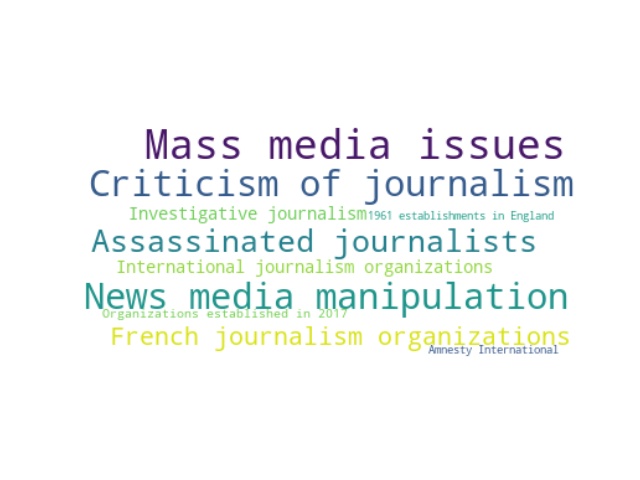 Mass media issues
Criticism of journalism
Investigative journalism
1961 establishments in England
Assassinated journalists
International journalism organizations
News media manipulation
Organizations established in 2017
French journalism organizations
Amnesty International